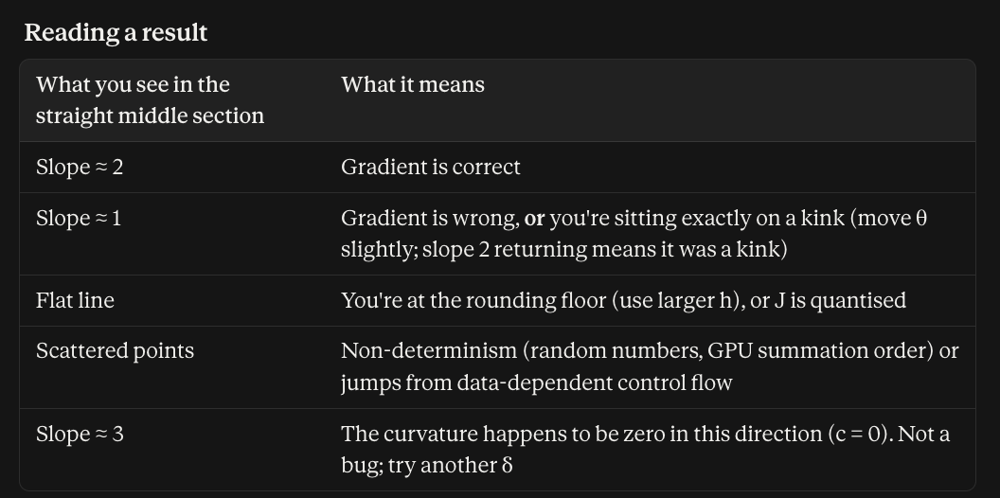 Reading a result
What you see in the
straight middle section
What it means
Slope ≈ 2
Gradient is correct
Slope ≈ 1
Gradient is wrong, or you're sitting exactly on a kink (move θ
slightly; slope 2 returning means it was a kink)
Flat line
You're at the rounding floor (use larger h), or J is quantised
Scattered points
Non-determinism (random numbers, GPU summation order) or
jumps from data-dependent control flow
Slope ≈ 3
The curvature happens to be zero in this direction (c = 0). Not a
bug; try another δ